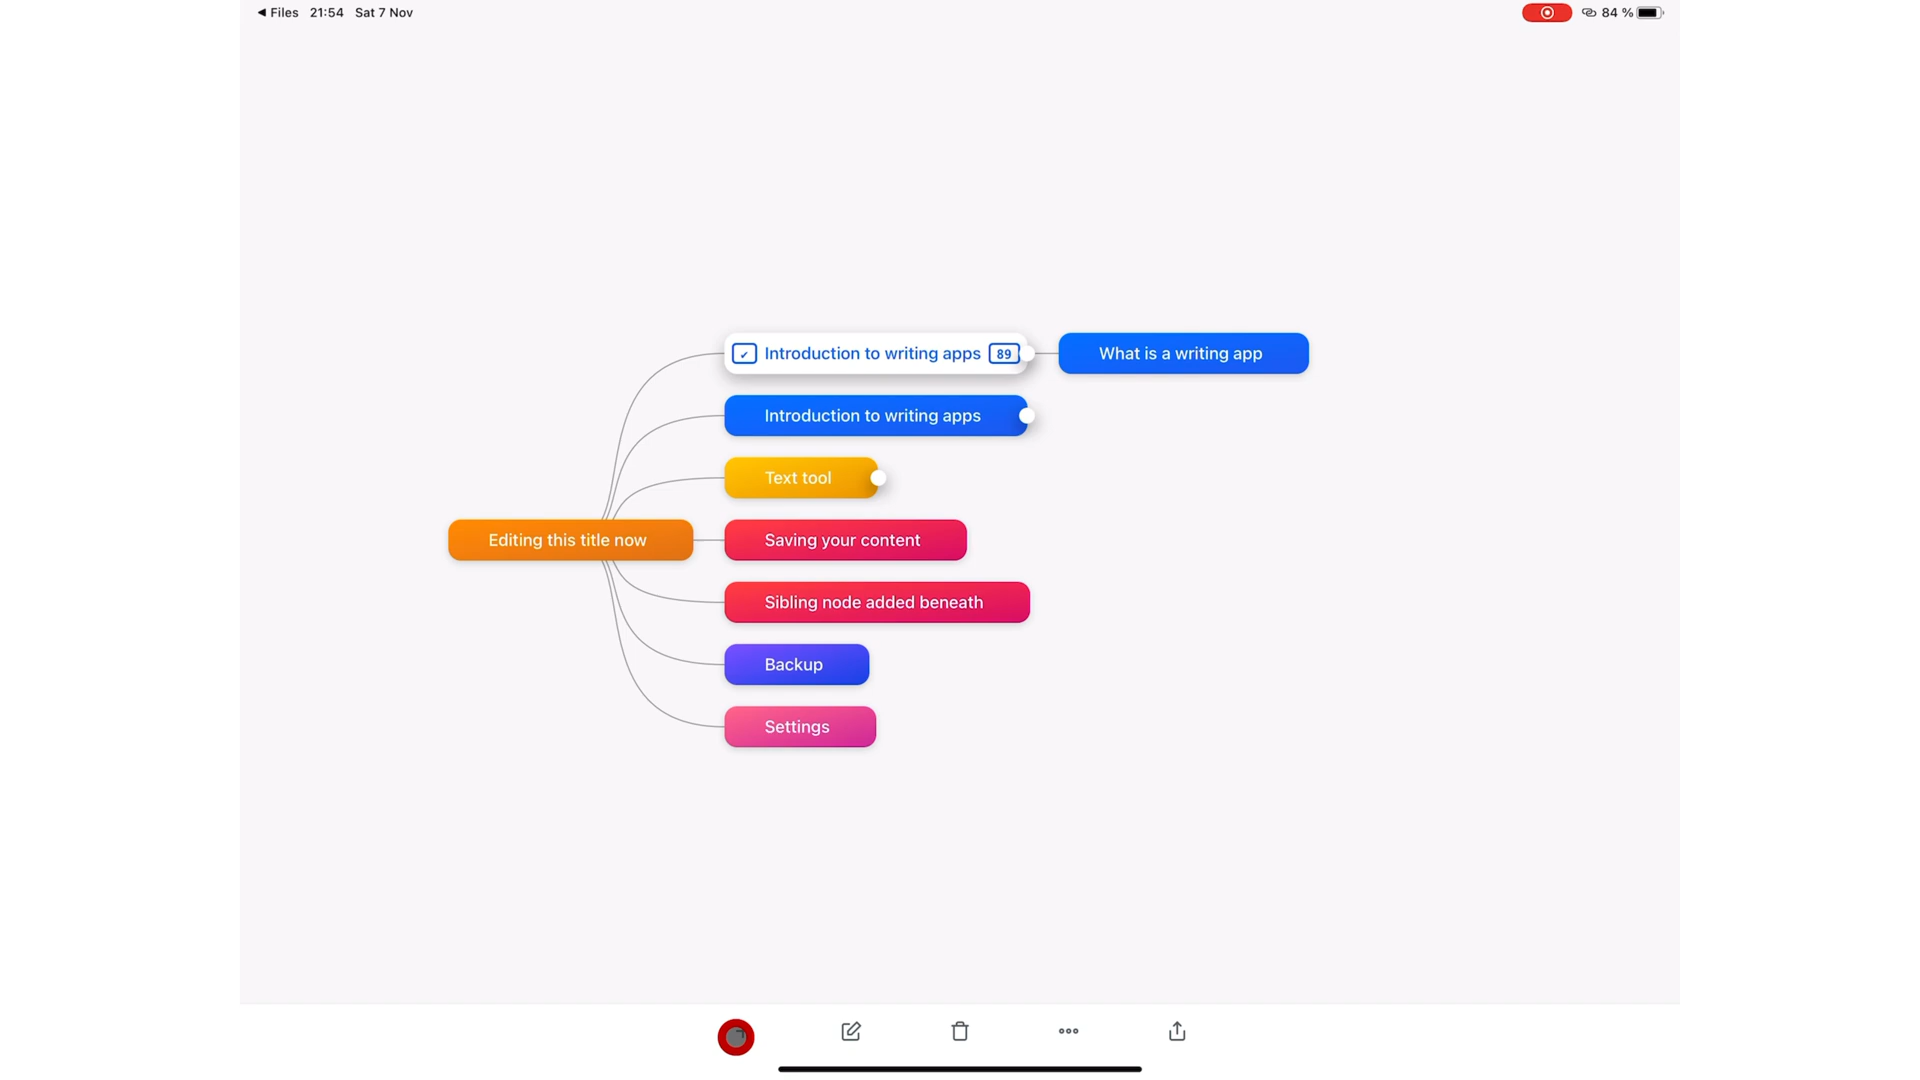 ◀ Files 21:54 Sat 7 Nov 84 %
✔ Introduction to writing apps 89 What is a writing app
Introduction to writing apps
Text tool
Editing this title now Saving your content
Sibling node added beneath
Backup
Settings